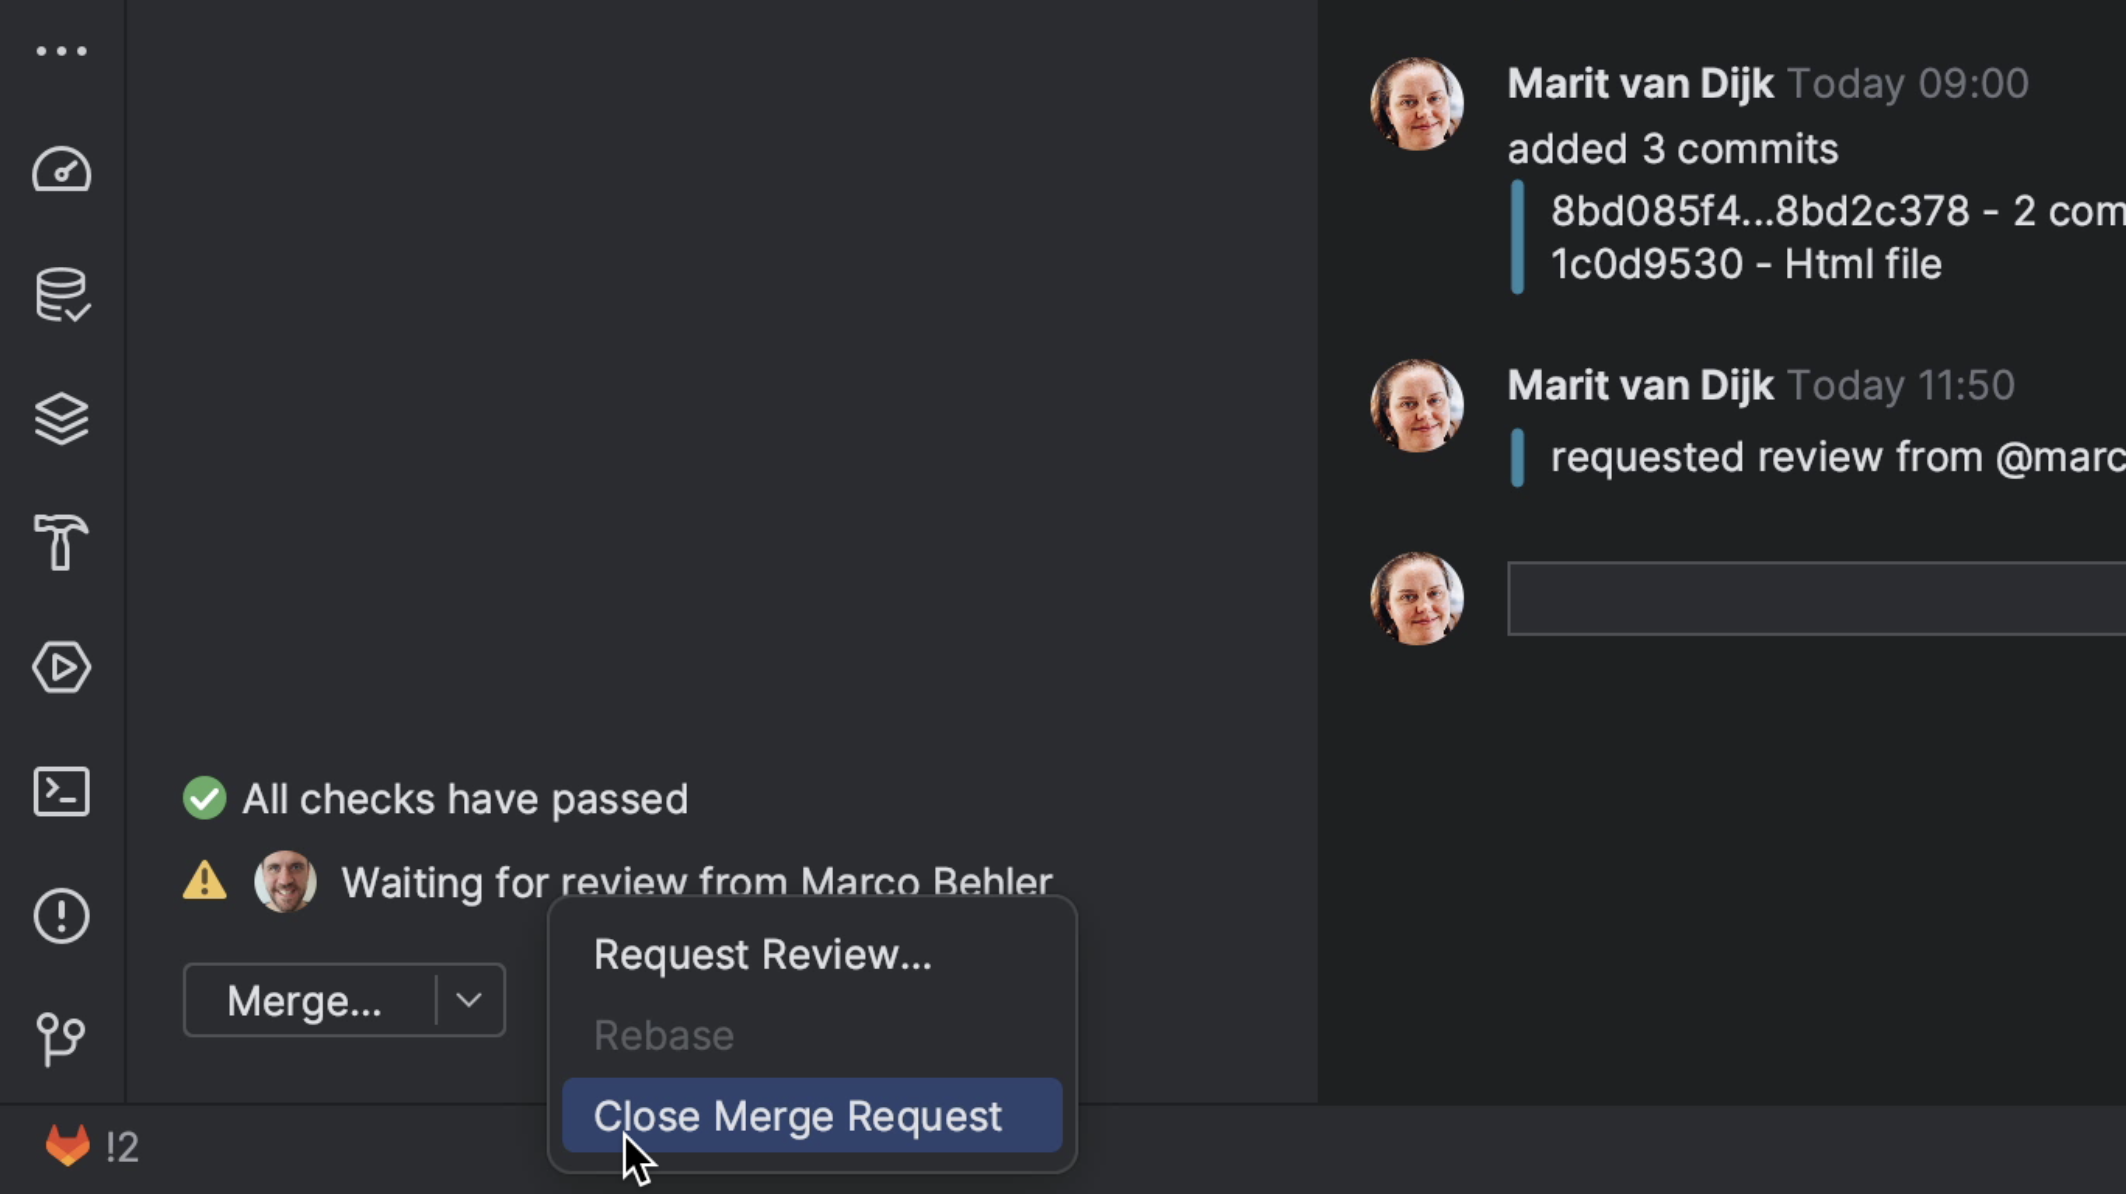 Marit van Dijk Today 09:00
added 3 commits
8bd085f4...8bd2c378 - 2 com
1c0d9530 - Html file
Marit van Dijk Today 11:50
requested review from @marc
All checks have passed
Waiting for review from Marco Behler
Request Review...
Merge...
Rebase
Close Merge Request
!2